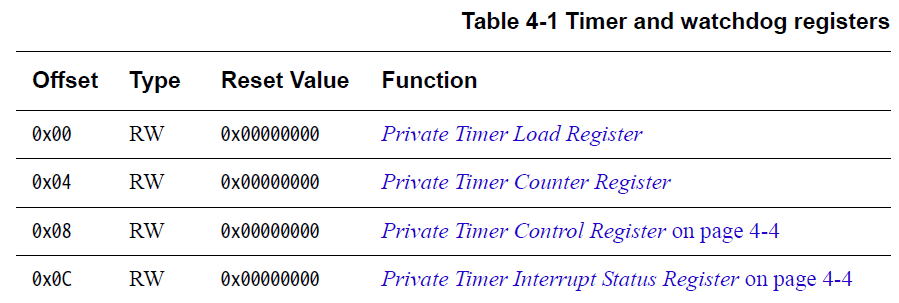 Table 4-1 Timer and watchdog registers
Offset Type Reset Value Function
0x00 RW 0x00000000 Private Timer Load Register
0x04 RW 0x00000000 Private Timer Counter Register
0x08 RW 0x00000000 Private Timer Control Register on page 4-4
0x0C RW 0x00000000 Private Timer Interrupt Status Register on page 4-4